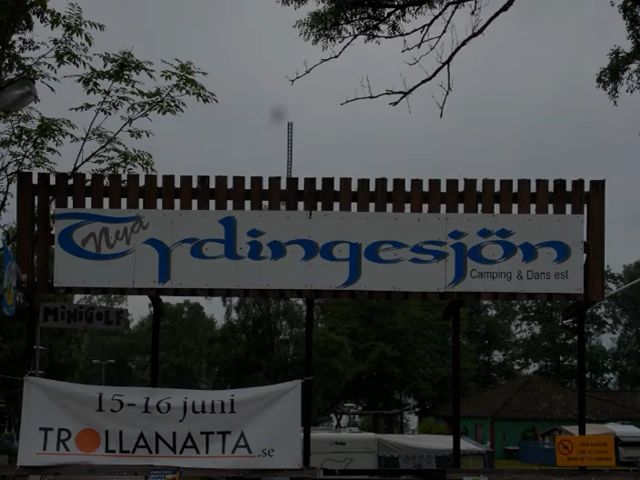 Nya
Tydingesjön
Camping & Dans est
MiNiGOLF
15-16 juni
TROLLANATTA.se